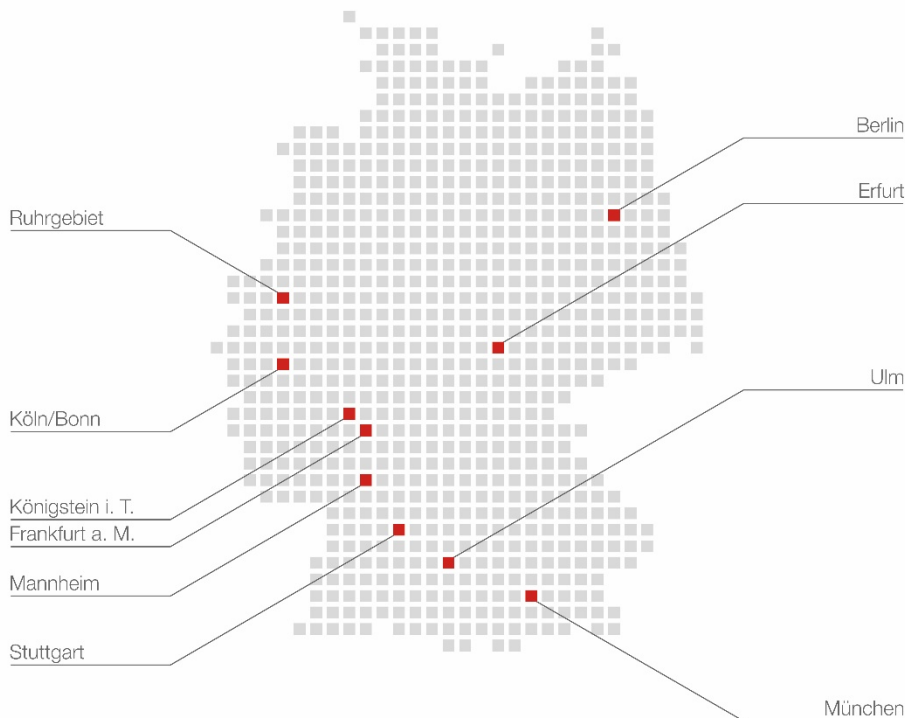 Berlin
Erfurt
Ruhrgebiet
Ulm
Köln/Bonn
Königstein i. T.
Frankfurt a. M.
Mannheim
Stuttgart
München